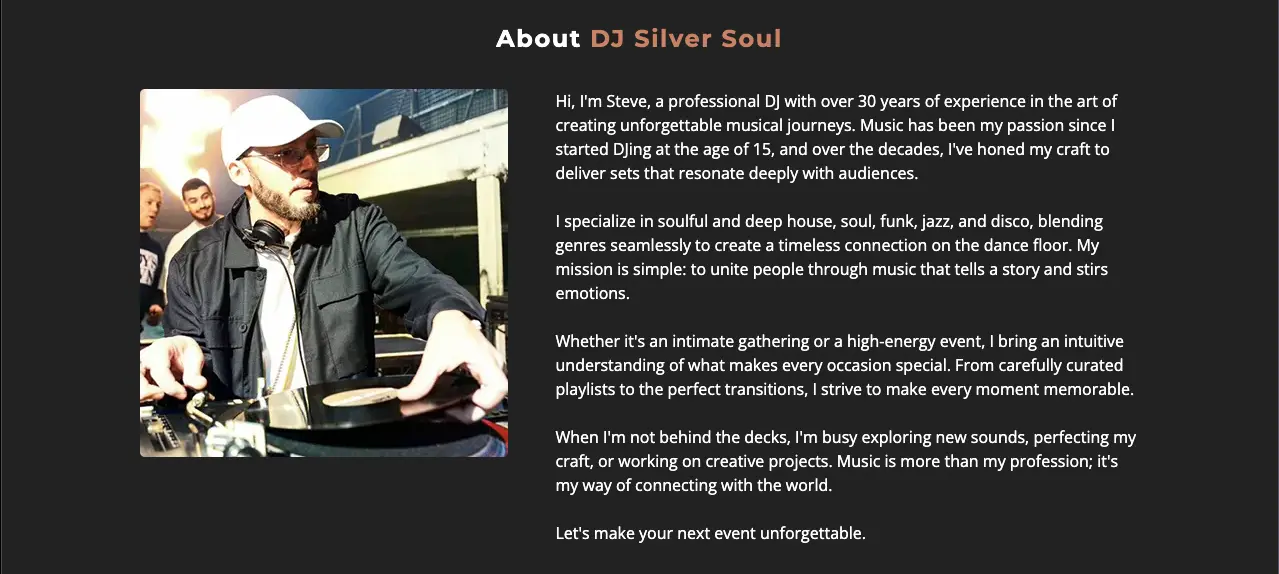 About DJ Silver Soul
Hi, I'm Steve, a professional DJ with over 30 years of experience in the art of
creating unforgettable musical journeys. Music has been my passion since I
started DJing at the age of 15, and over the decades, I've honed my craft to
deliver sets that resonate deeply with audiences.
I specialize in soulful and deep house, soul, funk, jazz, and disco, blending
genres seamlessly to create a timeless connection on the dance floor. My
mission is simple: to unite people through music that tells a story and stirs
emotions.
Whether it's an intimate gathering or a high-energy event, I bring an intuitive
understanding of what makes every occasion special. From carefully curated
playlists to the perfect transitions, I strive to make every moment memorable.
When I'm not behind the decks, I'm busy exploring new sounds, perfecting my
craft, or working on creative projects. Music is more than my profession; it's
my way of connecting with the world.
Let's make your next event unforgettable.